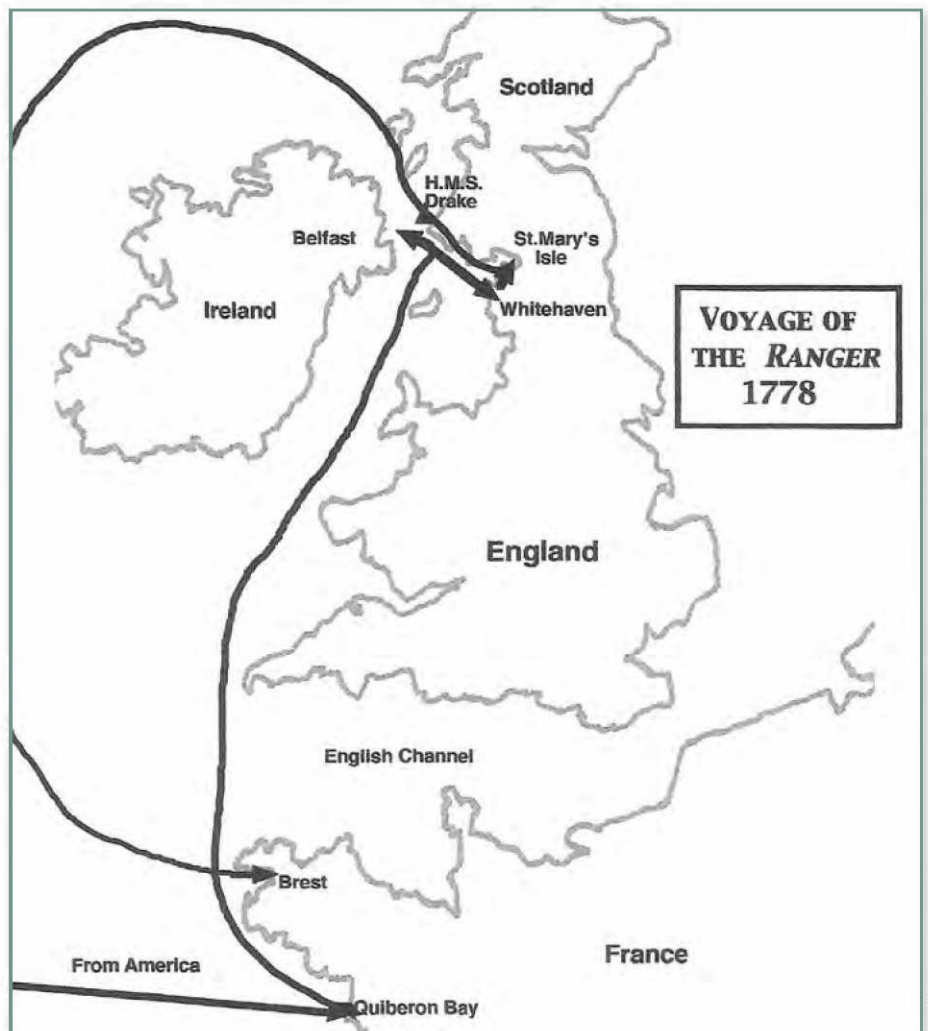 Scotland
H.M.S.
Drake
Belfast
St.Mary's
Isle
Ireland
Whitehaven
VOYAGE OF
THE RANGER
1778
England
English Channel
Brest
From America
France
Quiberon Bay